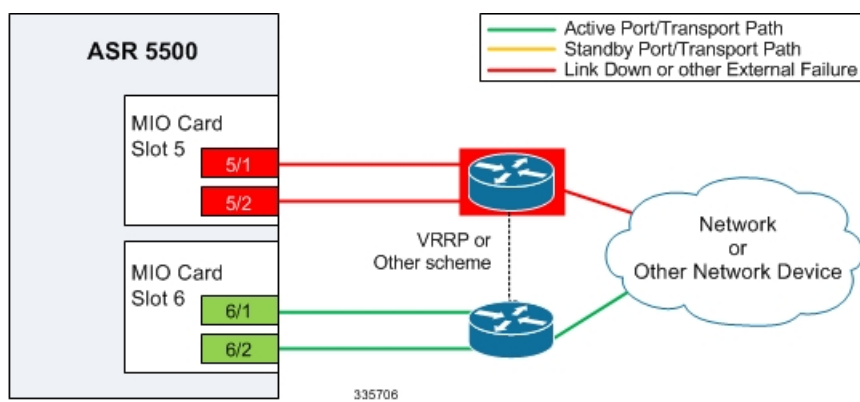 ASR 5500
Active Port/Transport Path
Standby Port/Transport Path
Link Down or other External Failure
MIO Card
Slot 5
5/1
5/2
VRRP or
Other scheme
Network
or
Other Network Device
MIO Card
Slot 6
6/1
6/2
335706